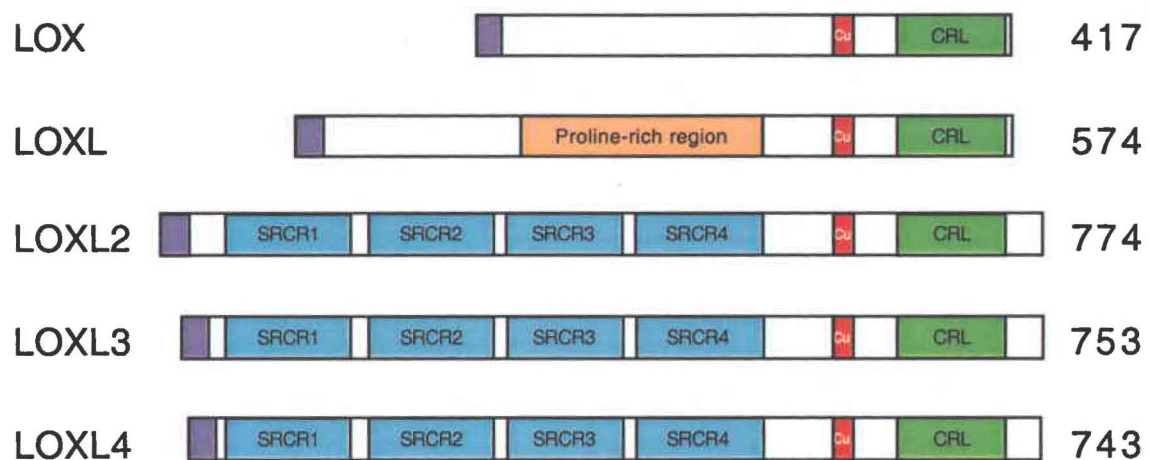 LOX Cu CRL 417
LOXL Proline-rich region Cu CRL 574
LOXL2 SRCR1 SRCR2 SRCR3 SRCR4 Cu CRL 774
LOXL3 SRCR1 SRCR2 SRCR3 SRCR4 Cu CRL 753
LOXL4 SRCR1 SRCR2 SRCR3 SRCR4 Cu CRL 743